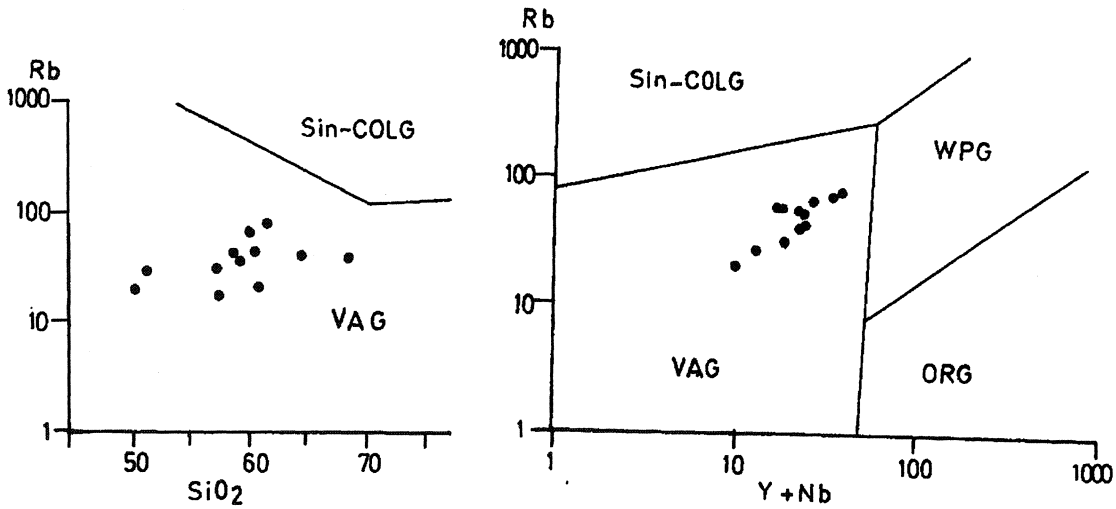 Rb
1000
Sin-COLG
100
10
VAG
1
50 60 70
SiO2
Rb
1000
Sin-COLG
WPG
100
10
VAG
ORG
1
1 10 100 1000
Y+Nb